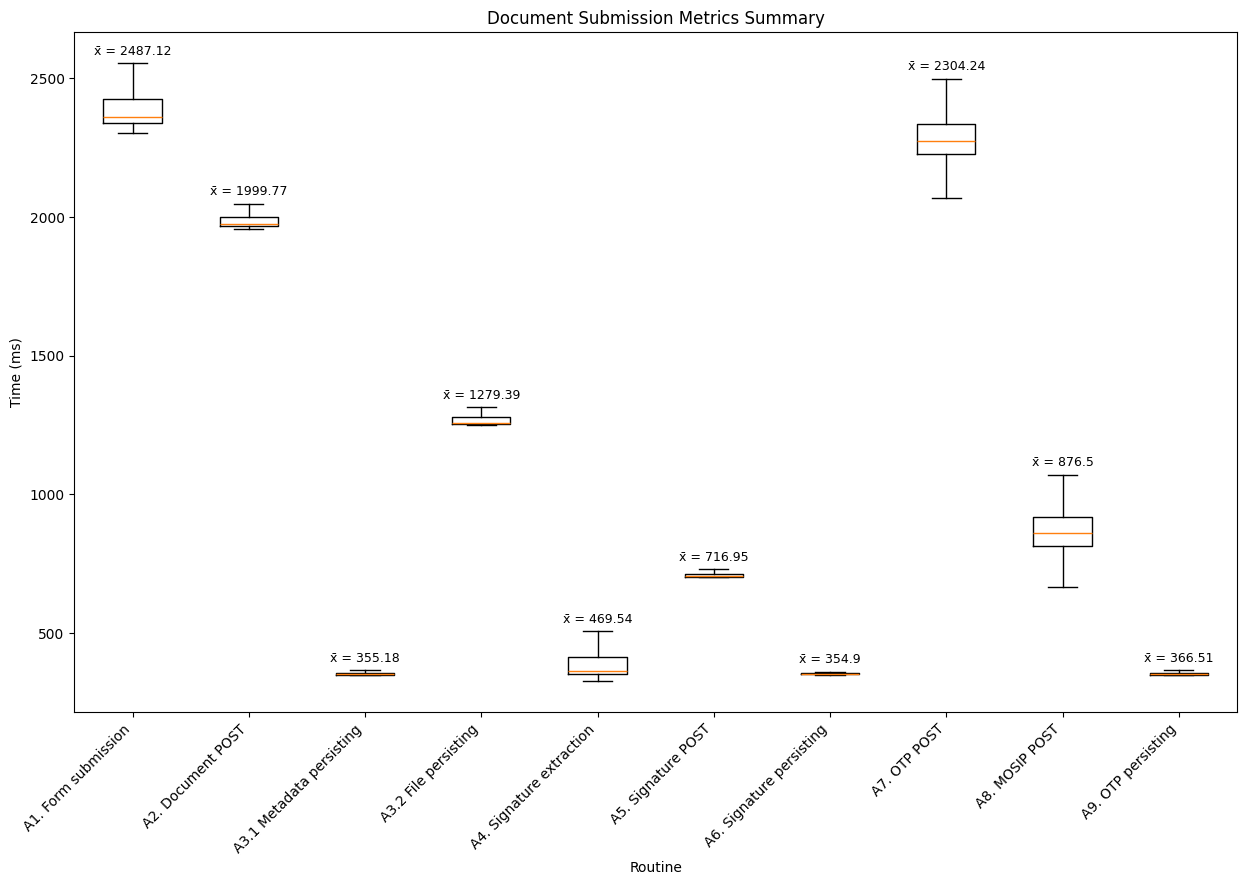 Document Submission Metrics Summary
x̄ = 2487.12
x̄ = 2304.24
x̄ = 1999.77
x̄ = 1279.39
x̄ = 876.5
x̄ = 716.95
x̄ = 469.54
x̄ = 355.18
x̄ = 354.9
x̄ = 366.51
2500
2000
1500
1000
500
Time (ms)
A1. Form submission
A2. Document POST
A3.1 Metadata persisting
A3.2 File persisting
A4. Signature extraction
A5. Signature POST
A6. Signature persisting
A7. OTP POST
A8. MOSIP POST
A9. OTP persisting
Routine